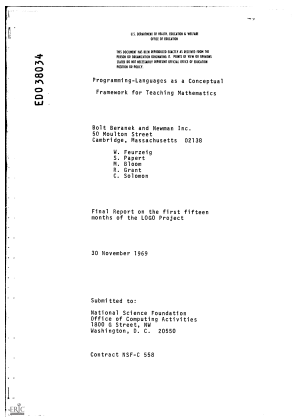 U.S. DEPARTMENT OF HEALTH, EDUCATION & WELFARE
OFFICE OF EDUCATION
THIS DOCUMENT HAS BEEN REPRODUCED EXACTLY AS RECEIVED FROM THE
PERSON OR ORGANIZATION ORIGINATING IT. POINTS OF VIEW OR OPINIONS
STATED DO NOT NECESSARILY REPRESENT OFFICIAL OFFICE OF EDUCATION
POSITION OR POLICY.
ED038034
Programming-Languages as a Conceptual
Framework for Teaching Mathematics
Bolt Beranek and Newman Inc.
50 Moulton Street
Cambridge, Massachusetts 02138
W. Feurzeig
S. Papert
M. Bloom
R. Grant
C. Solomon
Final Report on the first fifteen
months of the LOGO Project
30 November 1969
Submitted to:
National Science Foundation
Office of Computing Activities
1800 G Street, NW
Washington, D. C. 20550
Contract NSF-C 558
ERIC